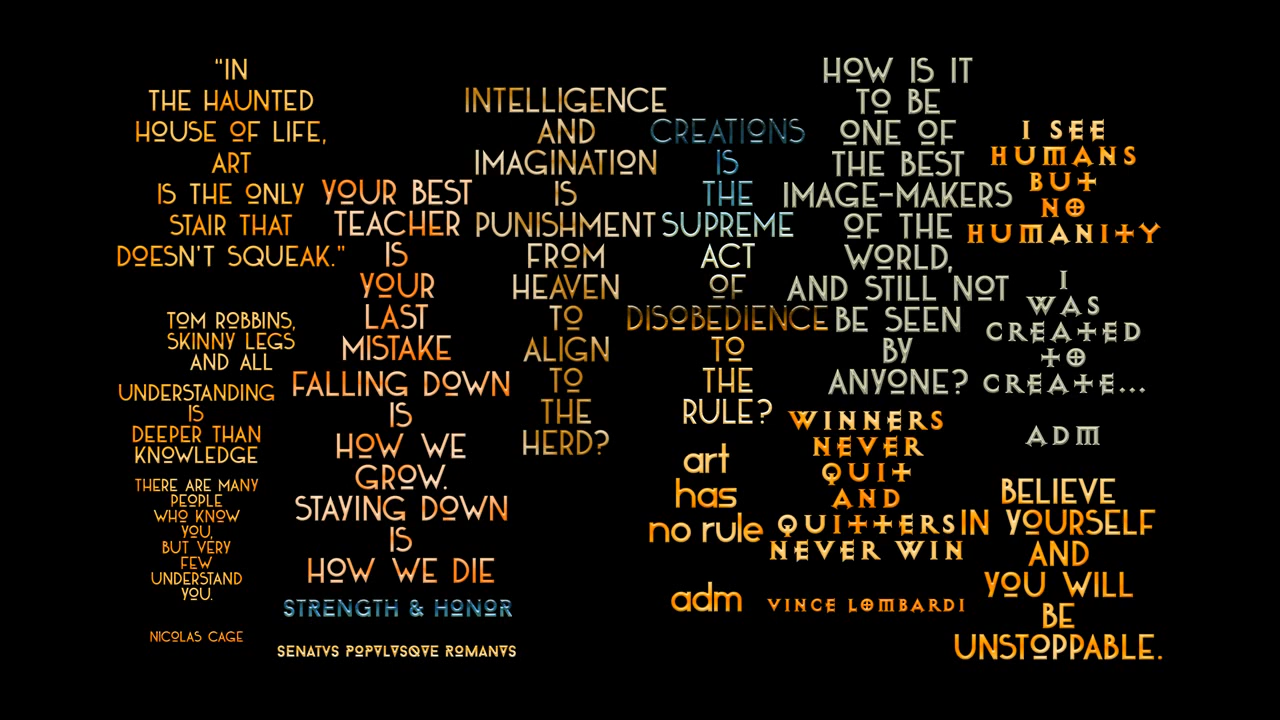 “IN
THE HAUNTED
HOUSE OF LIFE,
ART
IS THE ONLY
STAIR THAT
DOESN'T SQUEAK.”
TOM ROBBINS,
SKINNY LEGS
AND ALL
UNDERSTANDING
IS
DEEPER THAN
KNOWLEDGE
THERE ARE MANY
PEOPLE
WHO KNOW
YOU,
BUT VERY
FEW
UNDERSTAND
YOU.
NICOLAS CAGE
YOUR BEST
TEACHER
IS
YOUR
LAST
MISTAKE
FALLING DOWN
IS
HOW WE
GROW.
STAYING DOWN
IS
HOW WE DIE
STRENGTH & HONOR
SENATVS POPVLVSQVE ROMANVS
INTELLIGENCE
AND
IMAGINATION
IS
PUNISHMENT
FROM
HEAVEN
TO
ALIGN
TO
THE
HERD?
CREATIONS
IS
THE
SUPREME
ACT
OF
DISOBEDIENCE
TO
THE
RULE?
art
has
no rule
adm
HOW IS IT
TO BE
ONE OF
THE BEST
IMAGE-MAKERS
OF THE
WORLD,
AND STILL NOT
BE SEEN
BY
ANYONE?
WINNERS
NEVER
QUIT
AND
QUITTERS
NEVER WIN
VINCE LOMBARDI
I SEE
HUMANS
BUT
NO
HUMANITY
I
WAS
CREATED
TO
CREATE...
ADM
BELIEVE
IN YOURSELF
AND
YOU WILL
BE
UNSTOPPABLE.